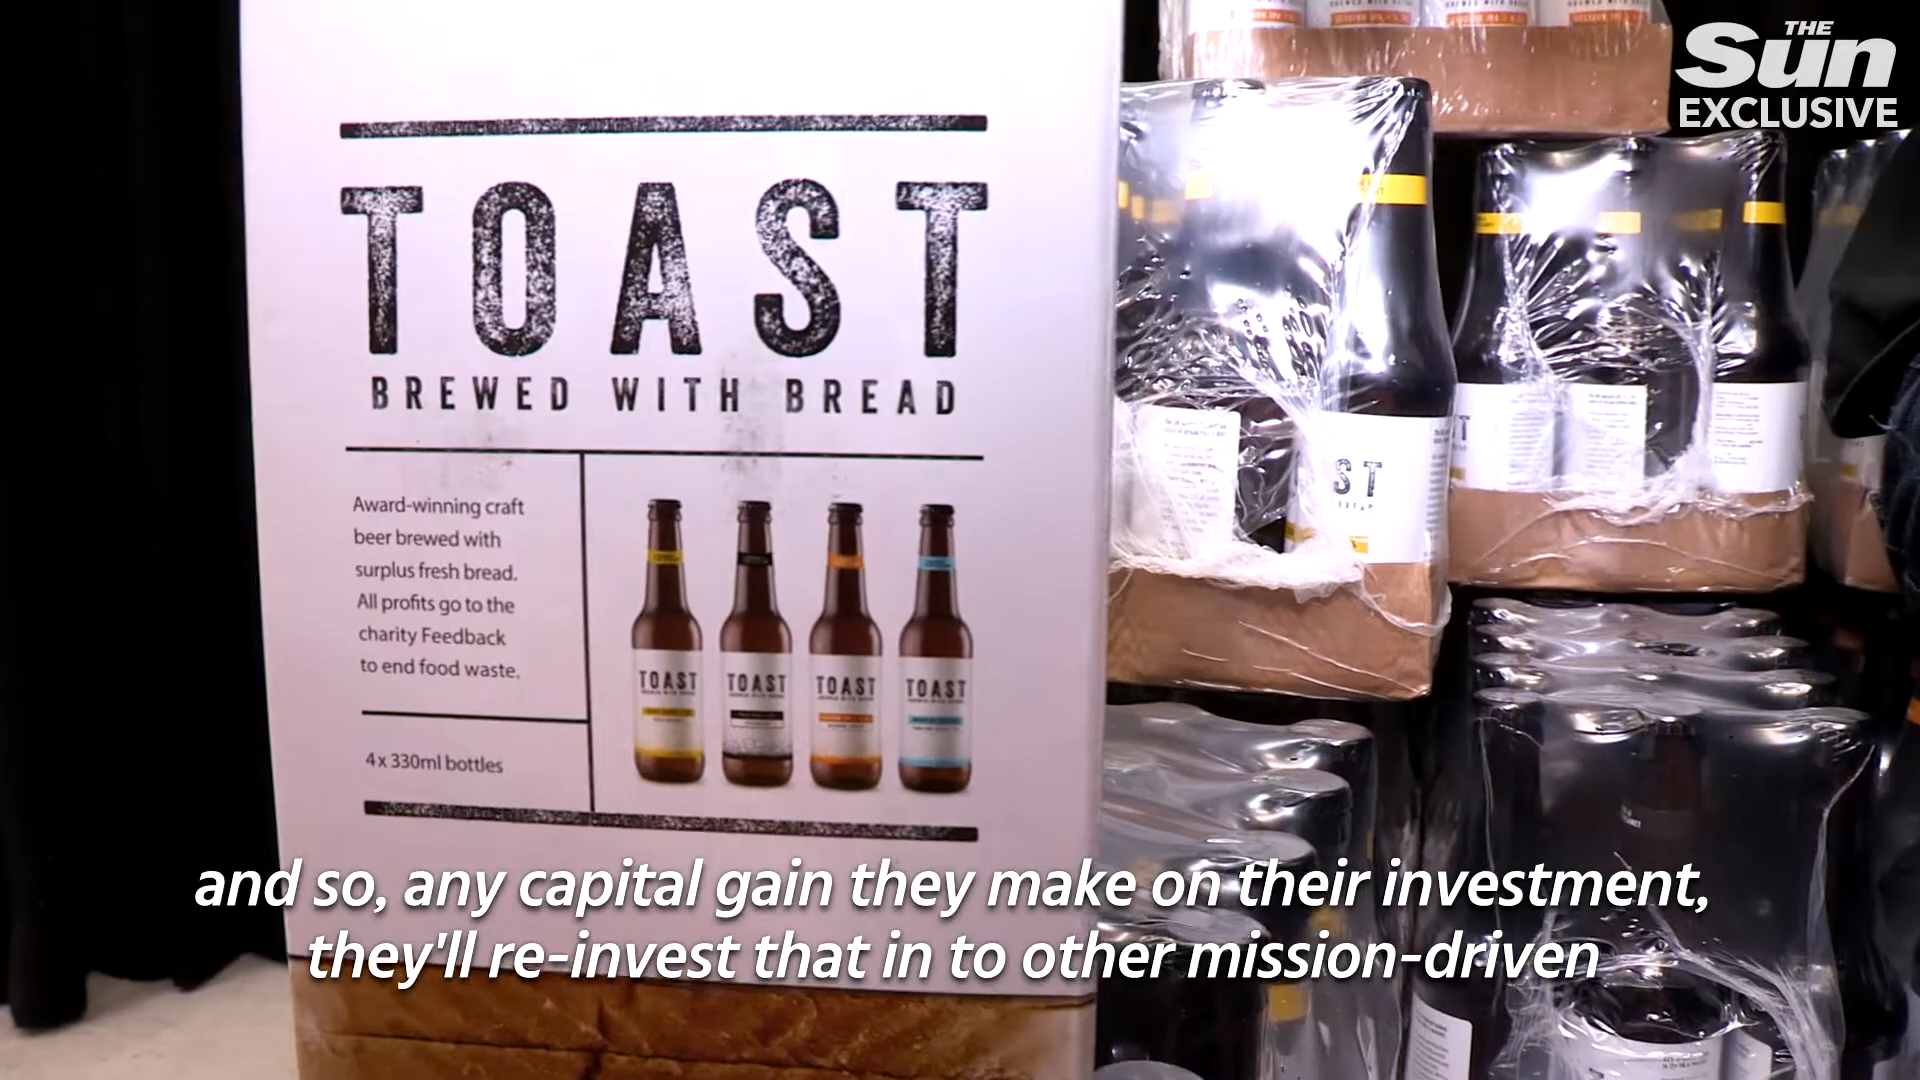 THE
Sun
EXCLUSIVE
TOAST
BREWED WITH BREAD
Award-winning craft
beer brewed with
surplus fresh bread.
All profits go to the
charity Feedback
to end food waste.
4 x 330ml bottles
TOAST
TOAST
TOAST
TOAST
ST
and so, any capital gain they make on their investment,
they'll re-invest that in to other mission-driven